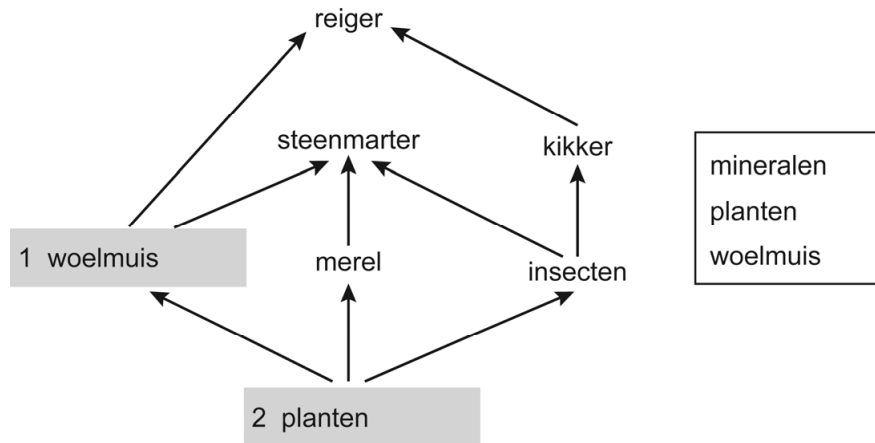 reiger
steenmarter
kikker
1 woelmuis
merel
insecten
2 planten
mineralen
planten
woelmuis